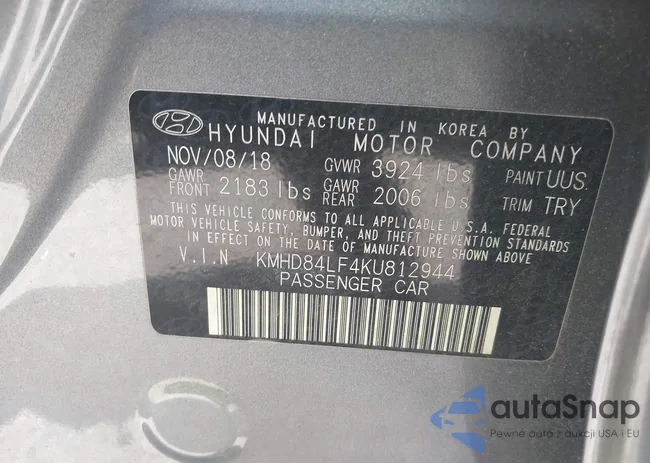 MANUFACTURED IN KOREA BY
HYUNDAI MOTOR COMPANY
NOV/08/18 GVWR 3924 lbs PAINT UUS
GAWR FRONT 2183 lbs GAWR REAR 2006 lbs TRIM TRY
THIS VEHICLE CONFORMS TO ALL APPLICABLE U.S.A. FEDERAL
MOTOR VEHICLE SAFETY, BUMPER, AND THEFT PREVENTION STANDARDS
IN EFFECT ON THE DATE OF MANUFACTURE SHOWN ABOVE.
V.I.N KMHD84LF4KU812944
PASSENGER CAR
autaSnap
Pewne auta z aukcji USA i EU